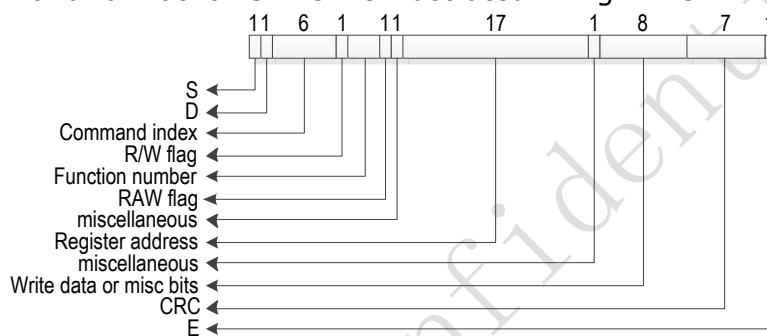 11 6 1 11 17 1 8 7
S
D
Command index
R/W flag
Function number
RAW flag
miscellaneous
Register address
miscellaneous
Write data or misc bits
CRC
E